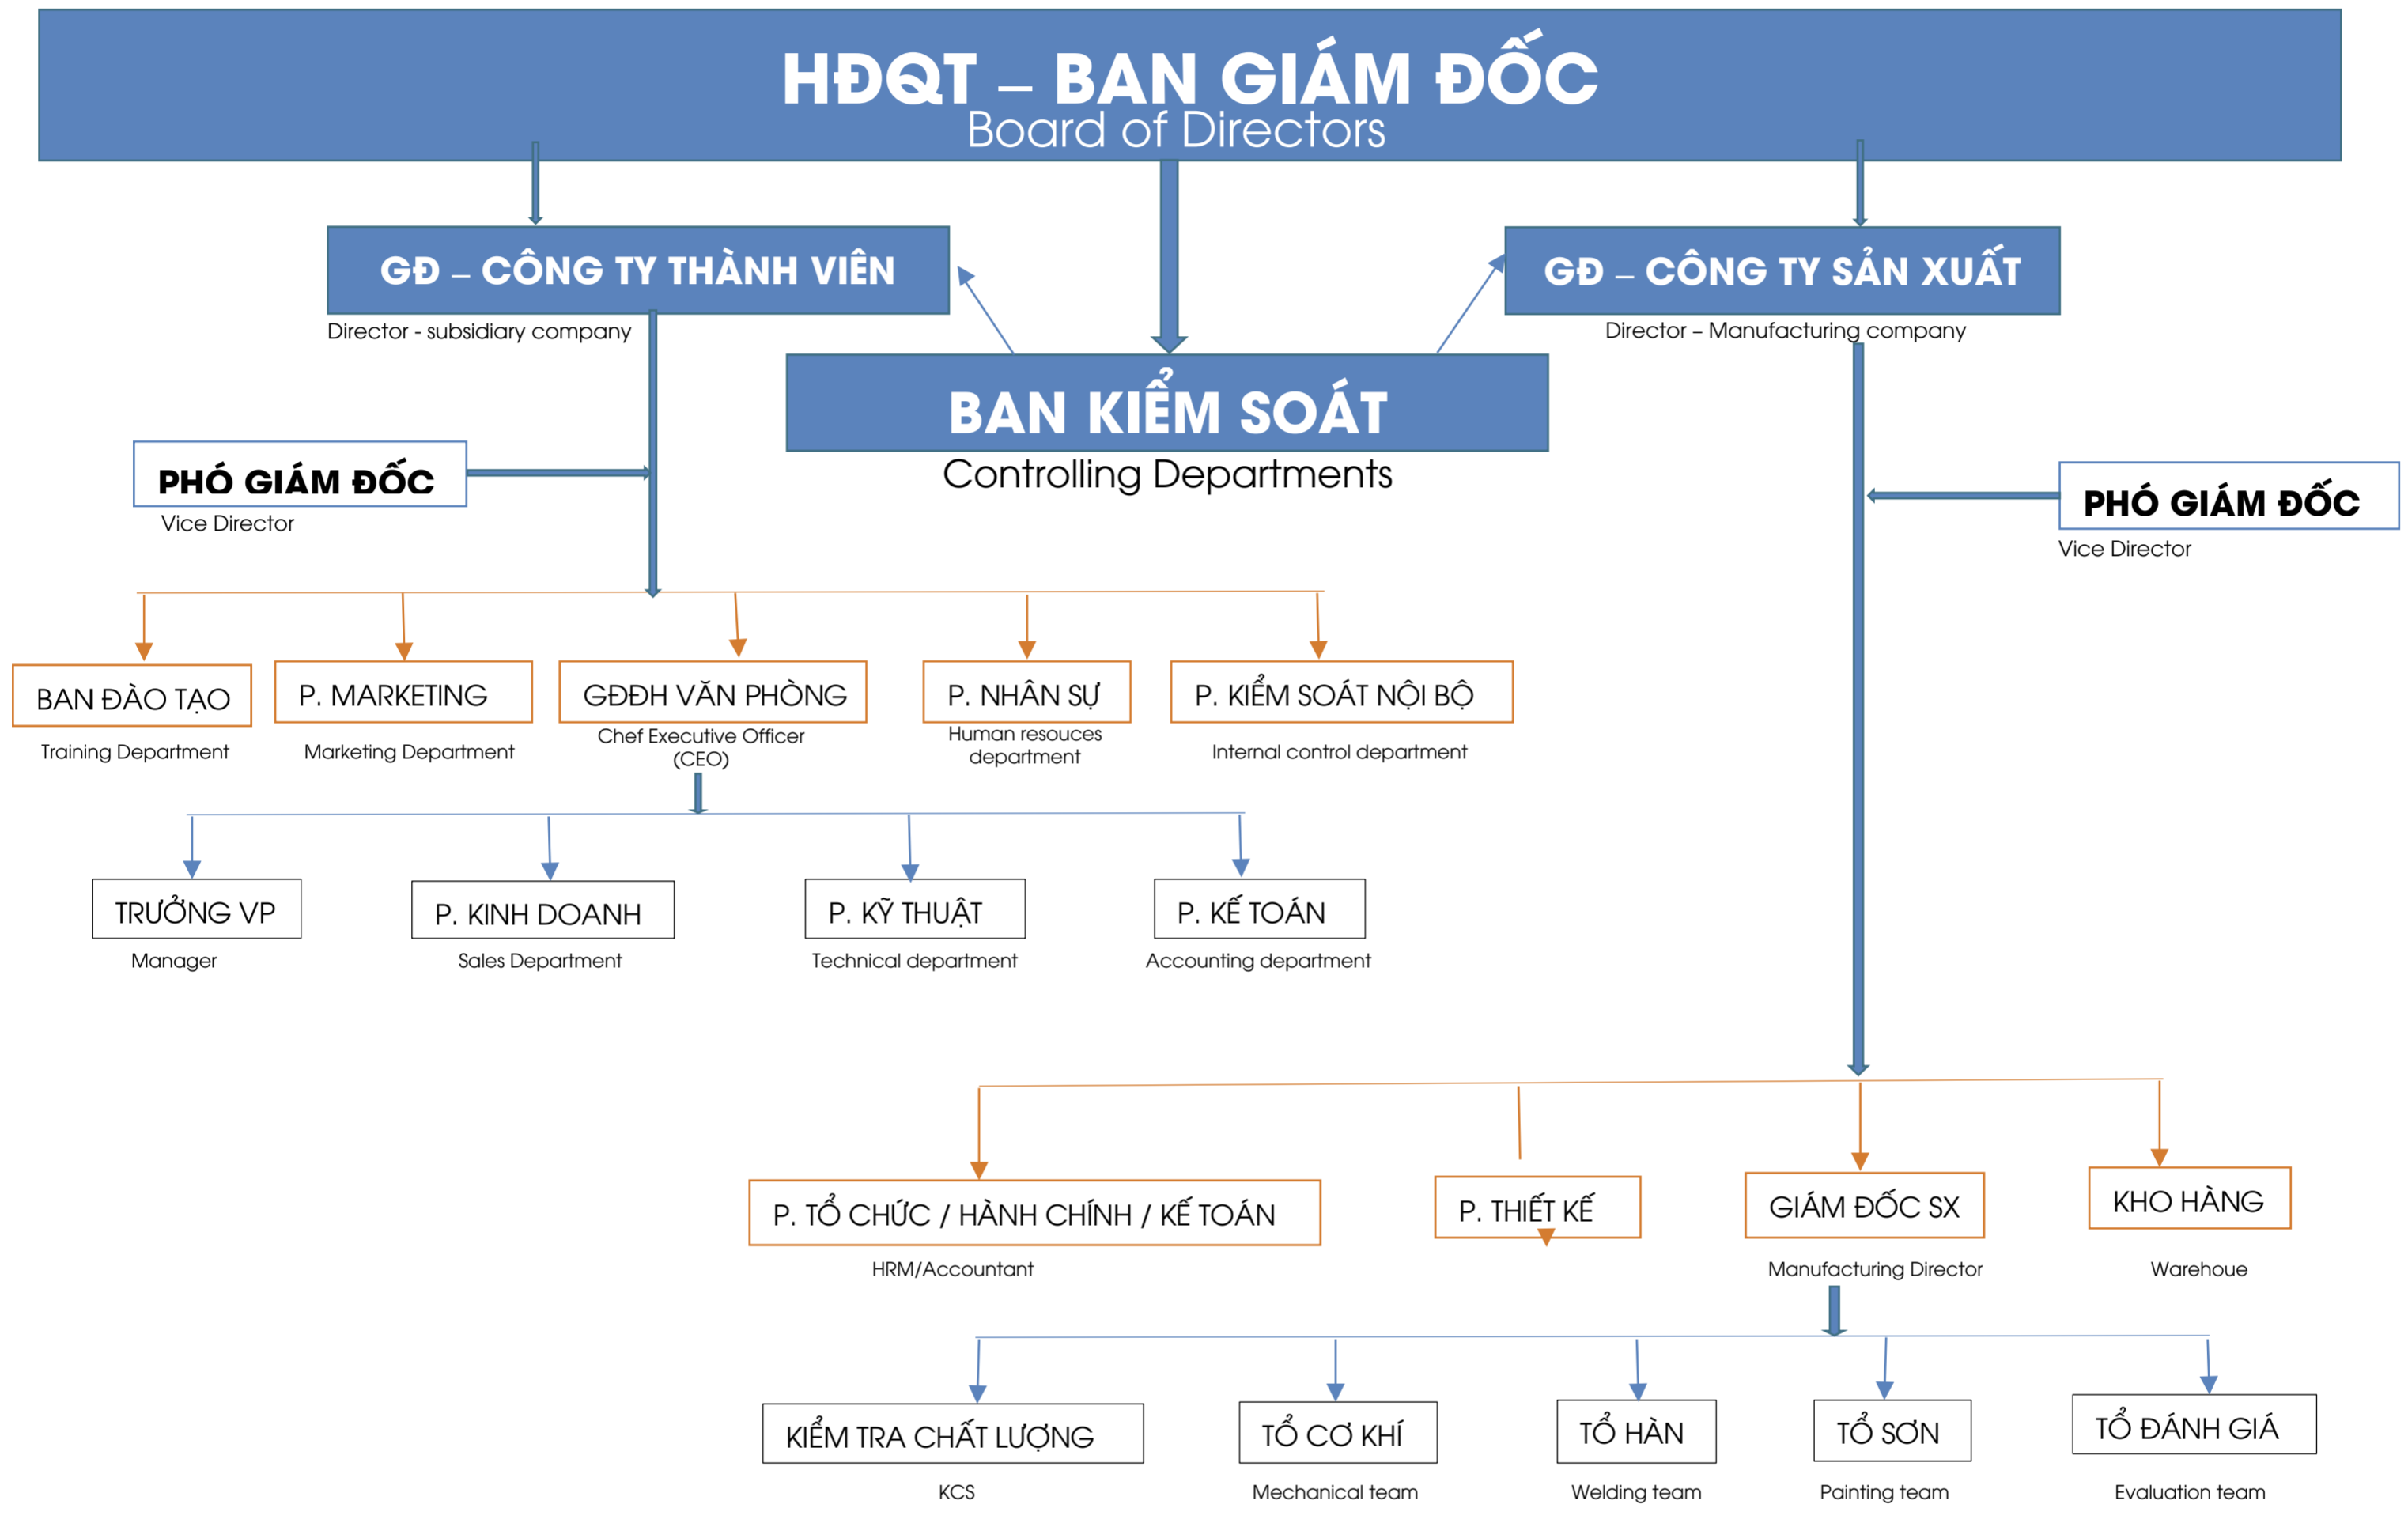 HĐQT – BAN GIÁM ĐỐC
Board of Directors
GĐ – CÔNG TY THÀNH VIÊN
Director - subsidiary company
GĐ – CÔNG TY SẢN XUẤT
Director – Manufacturing company
BAN KIỂM SOÁT
Controlling Departments
PHÓ GIÁM ĐỐC
Vice Director
PHÓ GIÁM ĐỐC
Vice Director
BAN ĐÀO TẠO
Training Department
P. MARKETING
Marketing Department
GĐĐH VĂN PHÒNG
Chef Executive Officer
(CEO)
P. NHÂN SỰ
Human resouces
department
P. KIỂM SOÁT NỘI BỘ
Internal control department
TRƯỞNG VP
Manager
P. KINH DOANH
Sales Department
P. KỸ THUẬT
Technical department
P. KẾ TOÁN
Accounting department
P. TỔ CHỨC / HÀNH CHÍNH / KẾ TOÁN
HRM/Accountant
P. THIẾT KẾ
GIÁM ĐỐC SX
Manufacturing Director
KHO HÀNG
Warehoue
KIỂM TRA CHẤT LƯỢNG
KCS
TỔ CƠ KHÍ
Mechanical team
TỔ HÀN
Welding team
TỔ SƠN
Painting team
TỔ ĐÁNH GIÁ
Evaluation team